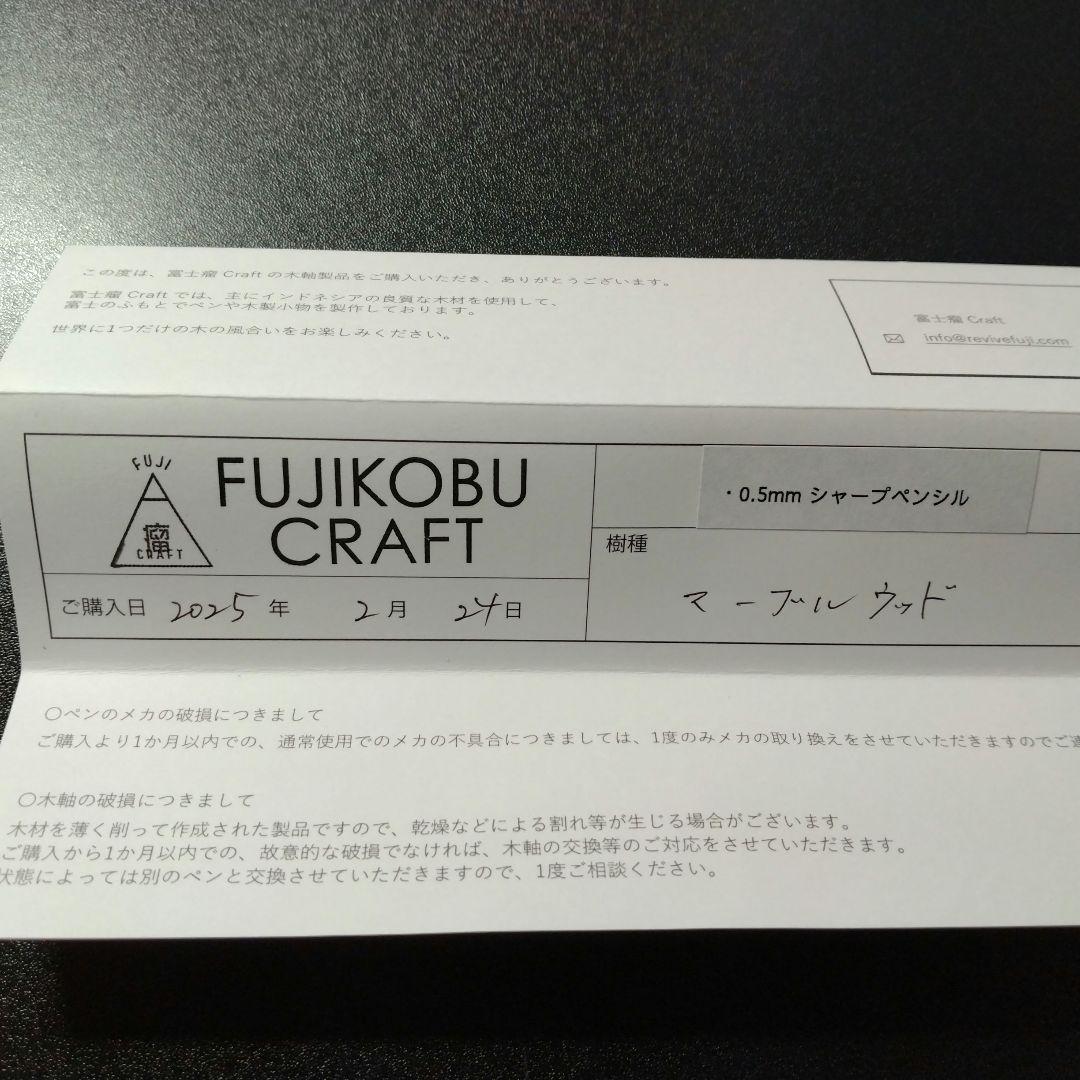 この度は、富士瘤 Craft の木軸製品をご購入いただき、ありがとうございます。
富士瘤 Craft では、主にインドネシアの良質な木材を使用して、
富士のふもとでペンや木製小物を製作しております。
世界に1つだけの木の風合いをお楽しみください。
富士瘤 Craft
info@revivefuji.com
FUJI
瘤
CRAFT
FUJIKOBU
CRAFT
・0.5mm シャープペンシル
樹種
マーブルウッド
ご購入日 2025 年 2 月 24 日
〇ペンのメカの破損につきまして
ご購入より1か月以内での、通常使用でのメカの不具合につきましては、1度のみメカの取り換えをさせていただきますのでご連
〇木軸の破損につきまして
木材を薄く削って作成された製品ですので、乾燥などによる割れ等が生じる場合がございます。
ご購入から1か月以内での、故意的な破損でなければ、木軸の交換等のご対応をさせていただきます。
状態によっては別のペンと交換させていただきますので、1度ご相談ください。